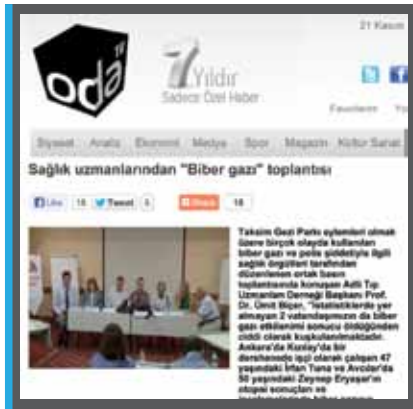 21 Kasım
oda TV
7 Yıldır
Sadece Özel Haber
Favorilerim
Siyaset Analiz Ekonomi Medya Spor Magazin Kültür Sanat
Sağlık uzmanlarından "Biber gazı" toplantısı
Like 18 Tweet 5 Share 18
Taksim Gezi Parkı eylemleri olmak
üzere birçok olayda kullanılan
biber gazı ve polis şiddetiyle ilgili
sağlık örgütleri tarafından
düzenlenen ortak basın
toplantısında konuşan Adli Tıp
Uzmanları Derneği Başkanı Prof.
Dr. Ümit Biçer, "İstatistiklerde yer
almayan 2 vatandaşımızın da biber
gazı etkilenimi sonucu öldüğünden
ciddi olarak kuşkulanılmaktadır.
Ankara'da Kızılay'da bir
dershanede işçi olarak çalışan 47
yaşındaki İrfan Tuna ve Avcılar'da
50 yaşındaki Zeynep Eryaşar'ın
otopsi sonuçları ve